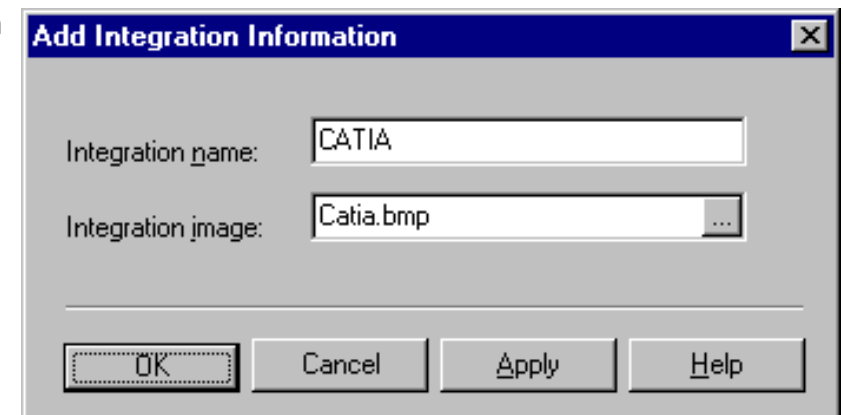 Add Integration Information
Integration name:
CATIA
Integration image:
Catia.bmp
...
OK
Cancel
Apply
Help